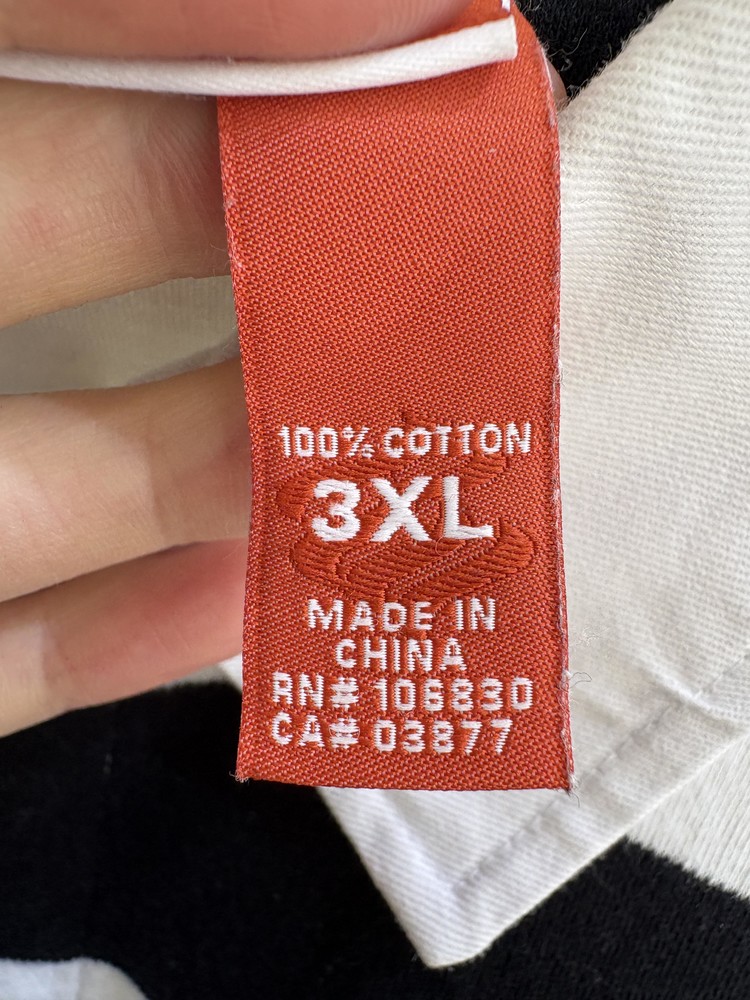 100% COTTON
3XL
MADE IN
CHINA
RN# 106830
CA# 03877